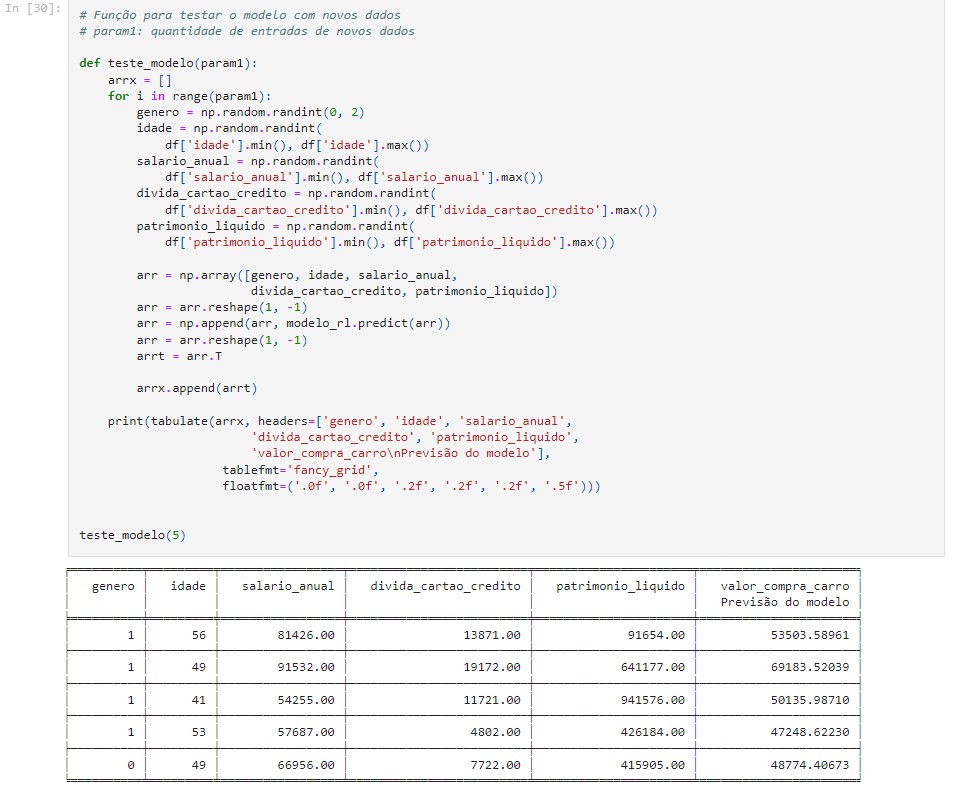 In [30]:
# Função para testar o modelo com novos dados
# param1: quantidade de entradas de novos dados
def teste_modelo(param1):
    arrx = []
    for i in range(param1):
        genero = np.random.randint(0, 2)
        idade = np.random.randint(
            df['idade'].min(), df['idade'].max())
        salario_anual = np.random.randint(
            df['salario_anual'].min(), df['salario_anual'].max())
        divida_cartao_credito = np.random.randint(
            df['divida_cartao_credito'].min(), df['divida_cartao_credito'].max())
        patrimonio_liquido = np.random.randint(
            df['patrimonio_liquido'].min(), df['patrimonio_liquido'].max())
        arr = np.array([genero, idade, salario_anual,
                        divida_cartao_credito, patrimonio_liquido])
        arr = arr.reshape(1, -1)
        arr = np.append(arr, modelo_rl.predict(arr))
        arr = arr.reshape(1, -1)
        arrt = arr.T
        arrx.append(arrt)
    print(tabulate(arrx, headers=['genero', 'idade', 'salario_anual',
                        'divida_cartao_credito', 'patrimonio_liquido',
                        'valor_compra_carro\nPrevisão do modelo'],
                    tablefmt='fancy_grid',
                    floatfmt=('.0f', '.0f', '.2f', '.2f', '.2f', '.5f')))
teste_modelo(5)
genero idade salario_anual divida_cartao_credito patrimonio_liquido valor_compra_carro
Previsão do modelo
1 56 81426.00 13871.00 91654.00 53503.58961
1 49 91532.00 19172.00 641177.00 69183.52039
1 41 54255.00 11721.00 941576.00 50135.98710
1 53 57687.00 4802.00 426184.00 47248.62230
0 49 66956.00 7722.00 415905.00 48774.40673